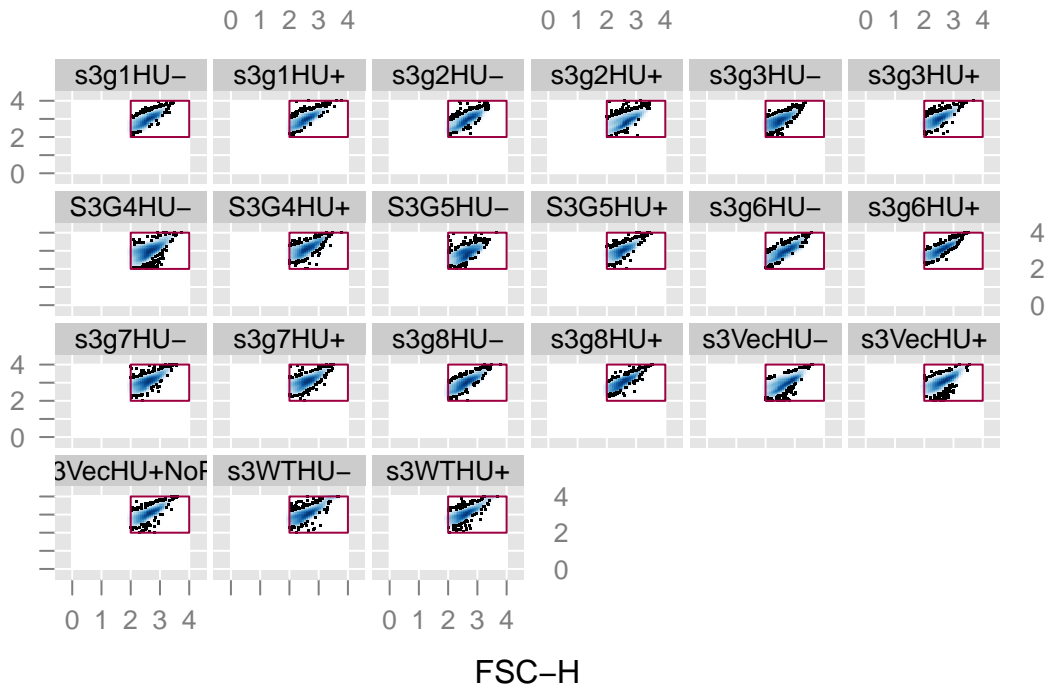 0 1 2 3 4 0 1 2 3 4 0 1 2 3 4
s3g1HU− s3g1HU+ s3g2HU− s3g2HU+ s3g3HU− s3g3HU+
4
2
0
S3G4HU− S3G4HU+ S3G5HU− S3G5HU+ s3g6HU− s3g6HU+
4
2
0
s3g7HU− s3g7HU+ s3g8HU− s3g8HU+ s3VecHU− s3VecHU+
4
2
0
3VecHU+NoF s3WTHU− s3WTHU+
4
2
0
0 1 2 3 4 0 1 2 3 4
FSC−H